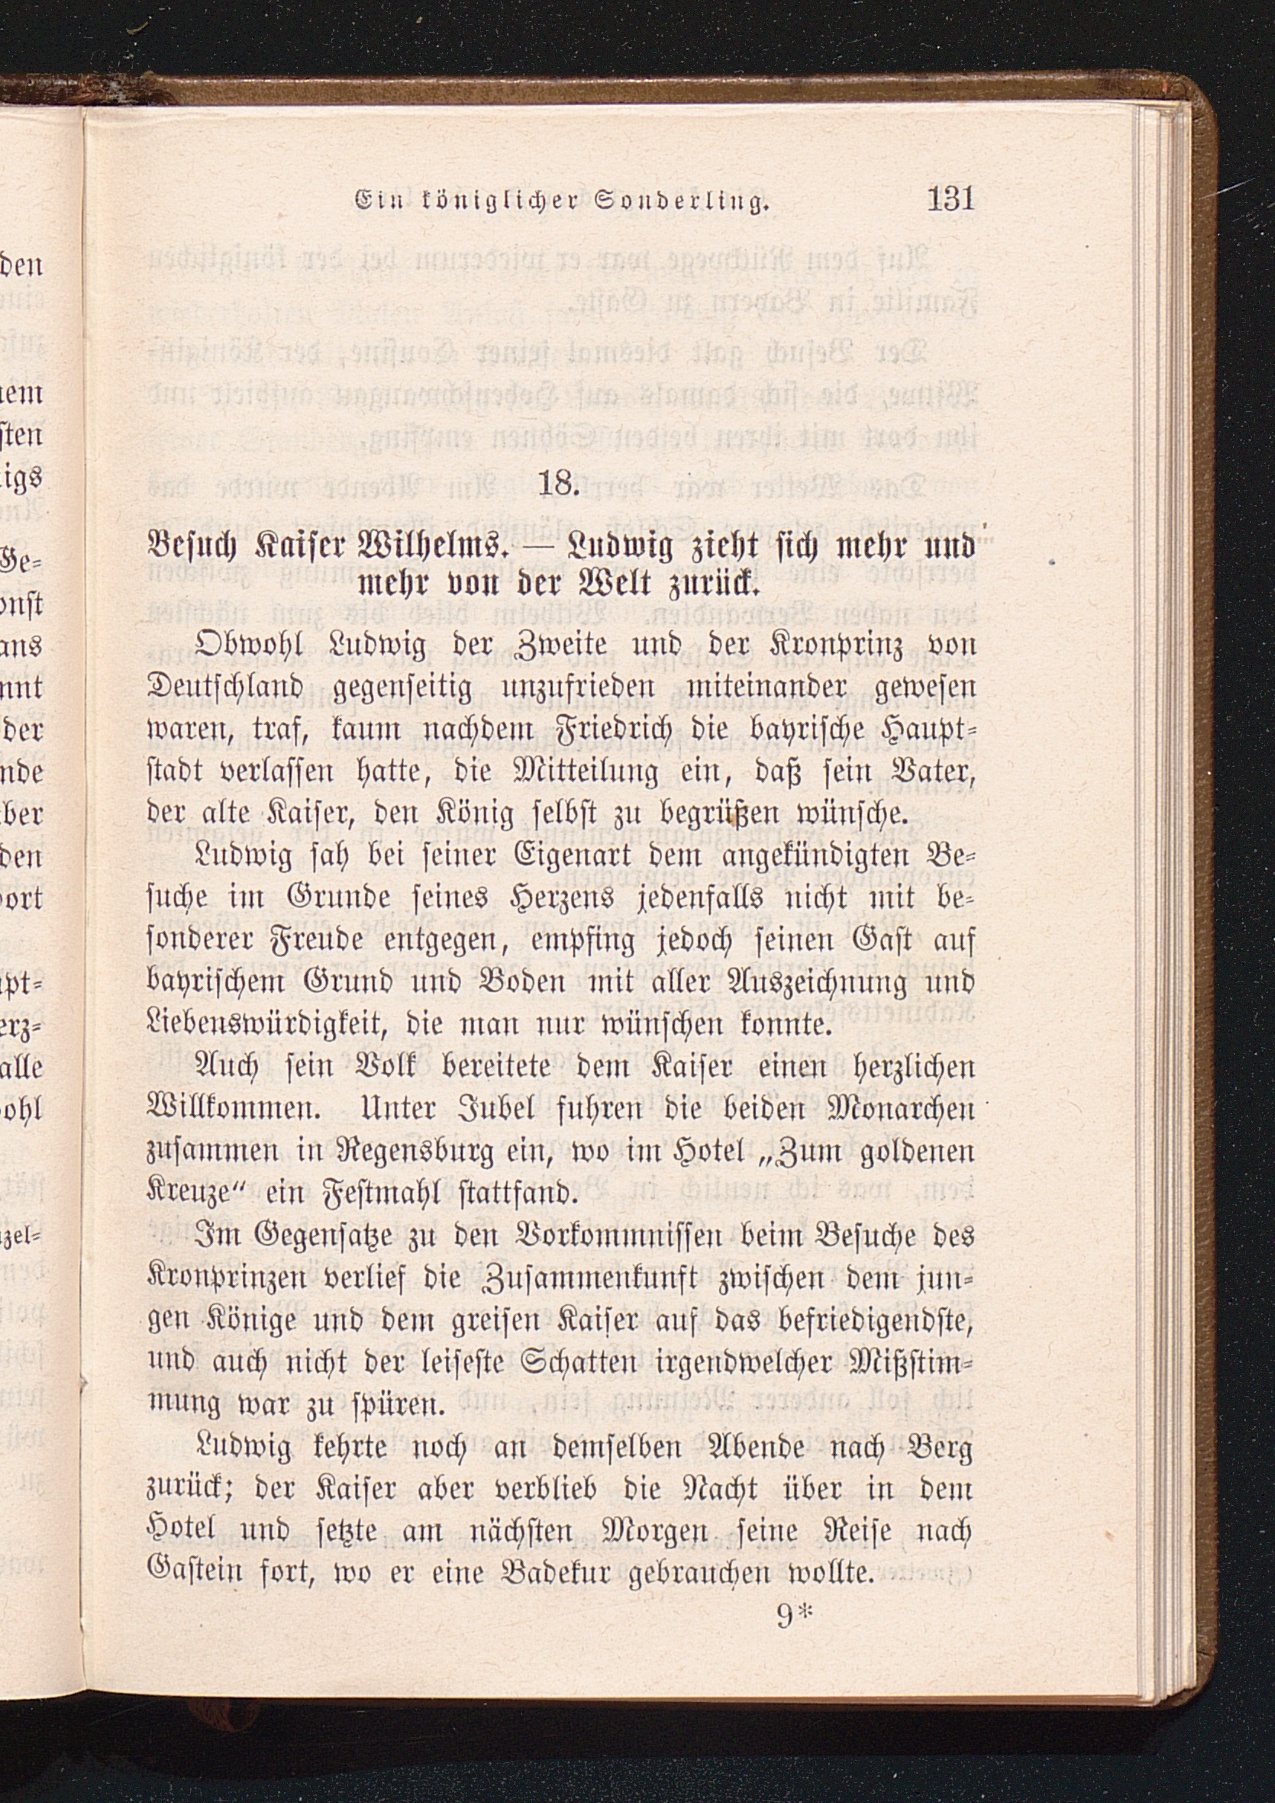 Ein königlicher Sonderling. 131
18.
Besuch Kaiser Wilhelms. — Ludwig zieht sich mehr und
mehr von der Welt zurück.
Obwohl Ludwig der Zweite und der Kronprinz von
Deutschland gegenseitig unzufrieden miteinander gewesen
waren, traf, kaum nachdem Friedrich die bayrische Haupt-
stadt verlassen hatte, die Mitteilung ein, daß sein Vater,
der alte Kaiser, den König selbst zu begrüßen wünsche.
Ludwig sah bei seiner Eigenart dem angekündigten Be-
suche im Grunde seines Herzens jedenfalls nicht mit be-
sonderer Freude entgegen, empfing jedoch seinen Gast auf
bayrischem Grund und Boden mit aller Auszeichnung und
Liebenswürdigkeit, die man nur wünschen konnte.
Auch sein Volk bereitete dem Kaiser einen herzlichen
Willkommen. Unter Jubel fuhren die beiden Monarchen
zusammen in Regensburg ein, wo im Hotel „Zum goldenen
Kreuze“ ein Festmahl stattfand.
Im Gegensatze zu den Vorkommnissen beim Besuche des
Kronprinzen verlief die Zusammenkunft zwischen dem jun-
gen Könige und dem greisen Kaiser auf das befriedigendste,
und auch nicht der leiseste Schatten irgendwelcher Mißstim-
mung war zu spüren.
Ludwig kehrte noch an demselben Abende nach Berg
zurück; der Kaiser aber verblieb die Nacht über in dem
Hotel und setzte am nächsten Morgen seine Reise nach
Gastein fort, wo er eine Badekur gebrauchen wollte.
9*